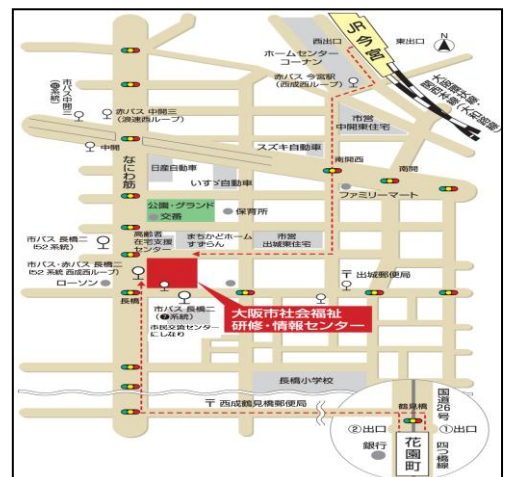 西出口
JR今宮
東出口
N
ホームセンター
コーナン
赤バス 今宮駅
(西成西ループ)
大阪環状線・
関西本線(大和路線)
市バス中開三
赤バス 中開三
(浪速西ループ)
中開
なにわ筋
市営
中開東住宅
スズキ自動車
日産自動車
いすゞ自動車
南開西
南開
ファミリーマート
公園・グランド
交番
保育所
高齢者
在宅支援
センター
まちかどホーム
すずらん
市営
出城東住宅
市バス 長橋二
(52系統)
市バス・赤バス 長橋二
(52系統 西成西ループ)
ローソン
長橋
〒出城郵便局
市バス 長橋二
(❼系統)
市民交流センター
にしなり
大阪市社会福祉
研修・情報センター
長橋小学校
〒西成鶴見橋郵便局
鶴見橋
国道26号
②出口
①出口
銀行
花園町
四つ橋線